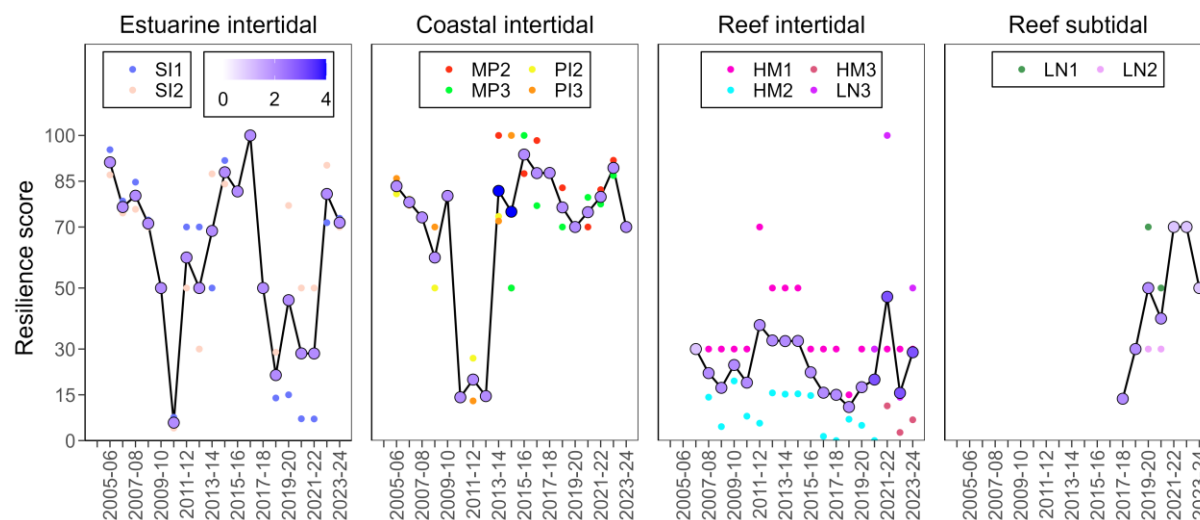 Estuarine intertidal
Coastal intertidal
Reef intertidal
Reef subtidal
SI1
SI2
0 2 4
MP2 PI2
MP3 PI3
HM1 HM3
HM2 LN3
LN1 LN2
Resilience score
100
85
70
50
30
15
0
2005-06 2007-08 2009-10 2011-12 2013-14 2015-16 2017-18 2019-20 2021-22 2023-24
2005-06 2007-08 2009-10 2011-12 2013-14 2015-16 2017-18 2019-20 2021-22 2023-24
2005-06 2007-08 2009-10 2011-12 2013-14 2015-16 2017-18 2019-20 2021-22 2023-24
2005-06 2007-08 2009-10 2011-12 2013-14 2015-16 2017-18 2019-20 2021-22 2023-24